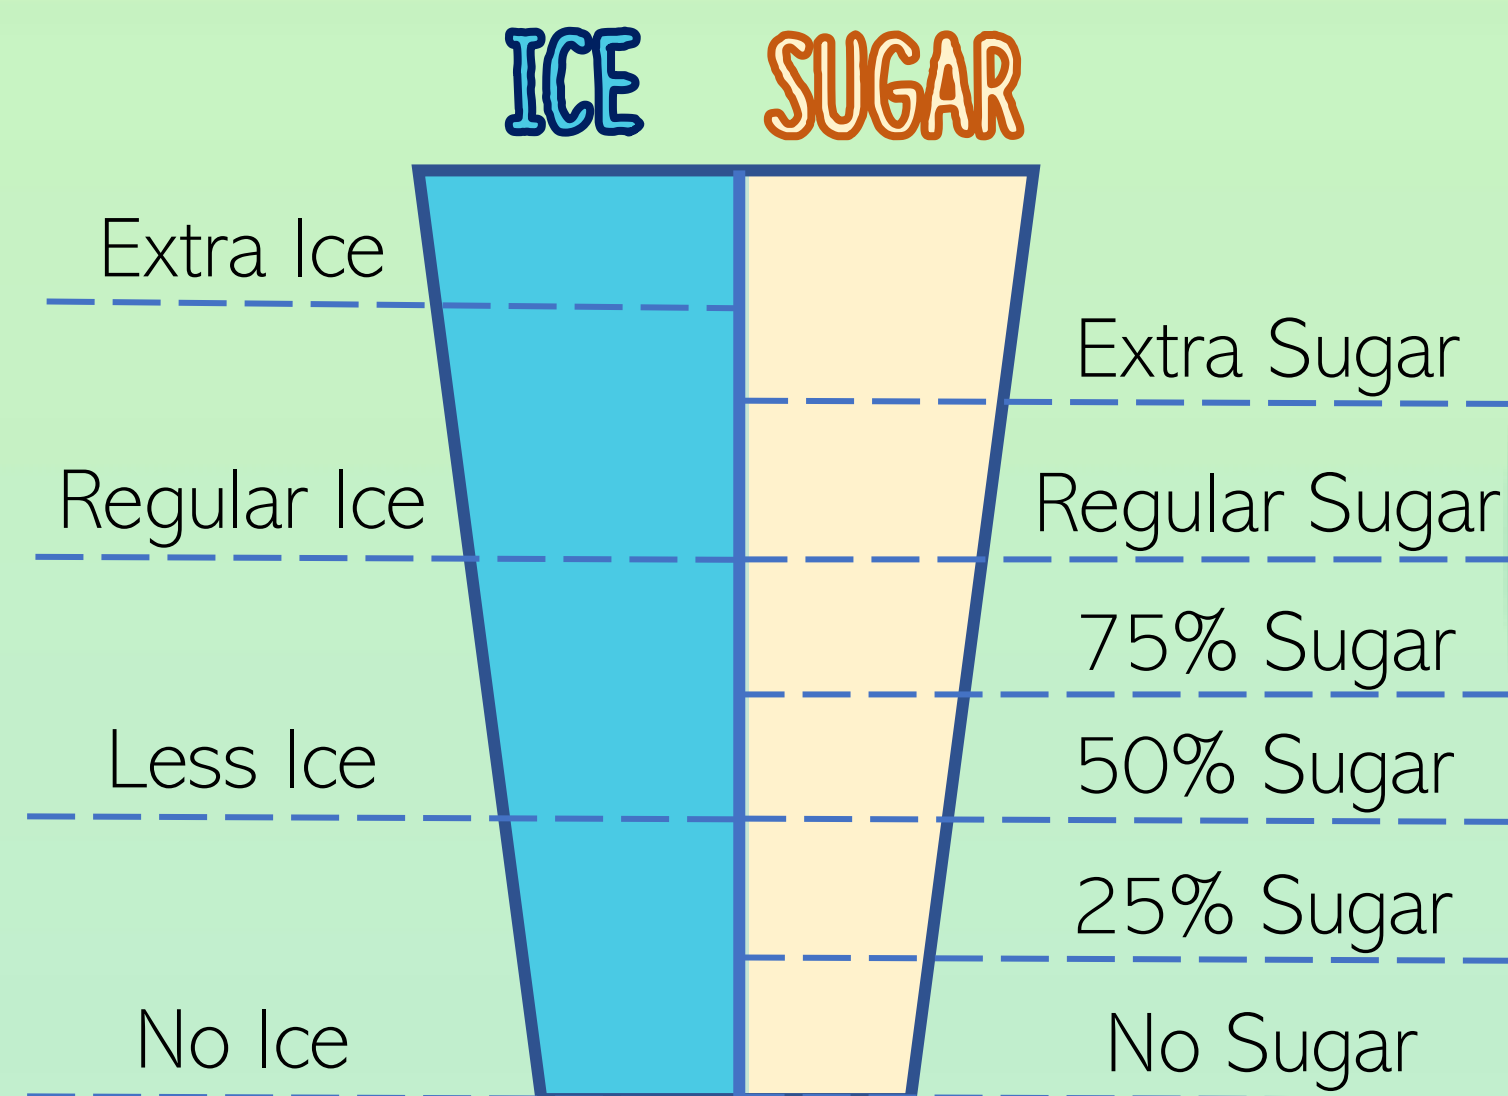 ICE SUGAR
Extra Ice
Extra Sugar
Regular Ice
Regular Sugar
75% Sugar
Less Ice
50% Sugar
25% Sugar
No Ice
No Sugar